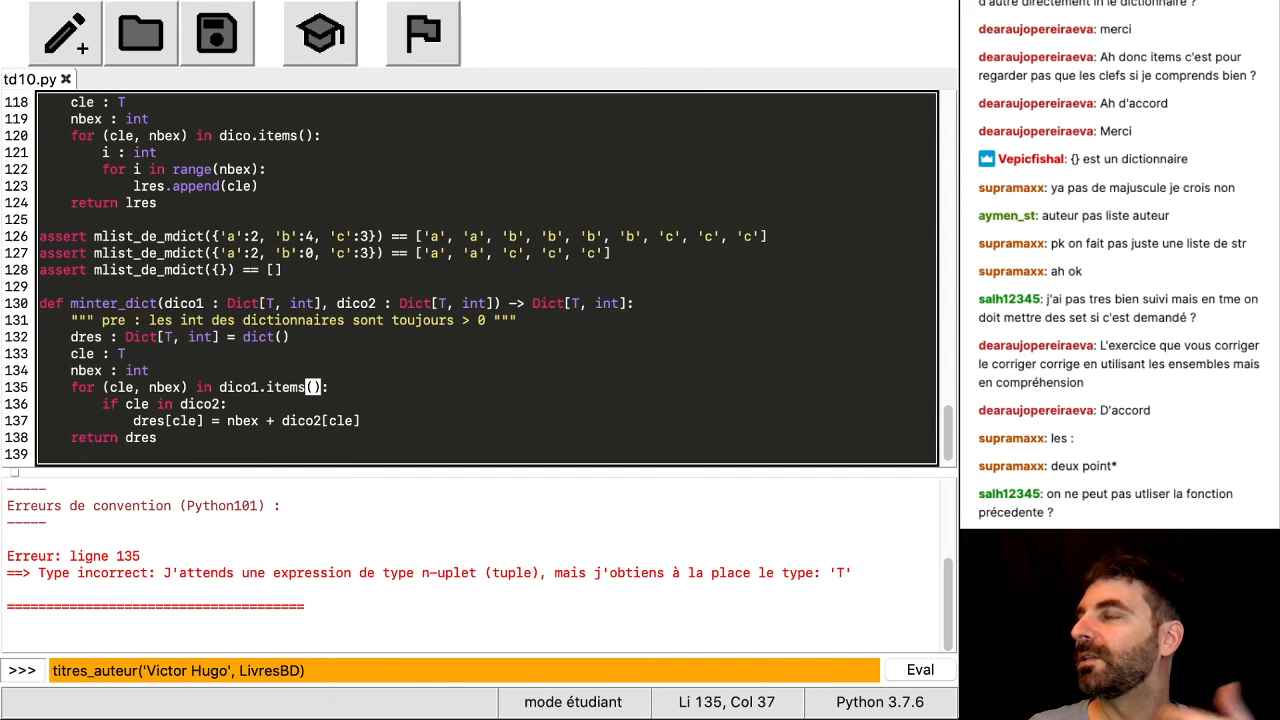 td10.py
118 cle : T
119 nbex : int
120 for (cle, nbex) in dico.items():
121 i : int
122 for i in range(nbex):
123 lres.append(cle)
124 return lres
125
126 assert mlist_de_mdict({'a':2, 'b':4, 'c':3}) == ['a', 'a', 'b', 'b', 'b', 'b', 'c', 'c', 'c']
127 assert mlist_de_mdict({'a':2, 'b':0, 'c':3}) == ['a', 'a', 'c', 'c', 'c']
128 assert mlist_de_mdict({}) == []
129
130 def minter_dict(dico1 : Dict[T, int], dico2 : Dict[T, int]) -> Dict[T, int]:
131 """ pre : les int des dictionnaires sont toujours > 0 """
132 dres : Dict[T, int] = dict()
133 cle : T
134 nbex : int
135 for (cle, nbex) in dico1.items():
136 if cle in dico2:
137 dres[cle] = nbex + dico2[cle]
138 return dres
139
-----
Erreurs de convention (Python101) :
-----
Erreur: ligne 135
==> Type incorrect: J'attends une expression de type n-uplet (tuple), mais j'obtiens à la place le type: 'T'
=======================================
>>> titres_auteur('Victor Hugo', LivresBD) Eval
mode étudiant Li 135, Col 37 Python 3.7.6
d'autre directement in le dictionnaire ?
dearaujopereiraeva: merci
dearaujopereiraeva: Ah donc items c'est pour
regarder pas que les clefs si je comprends bien ?
dearaujopereiraeva: Ah d'accord
dearaujopereiraeva: Merci
Vepicfishal: {} est un dictionnaire
supramaxx: ya pas de majuscule je crois non
aymen_st: auteur pas liste auteur
supramaxx: pk on fait pas juste une liste de str
supramaxx: ah ok
salh12345: j'ai pas tres bien suivi mais en tme on
doit mettre des set si c'est demandé ?
dearaujopereiraeva: L'exercice que vous corriger
le corriger corrige en utilisant les ensembles mais
en compréhension
dearaujopereiraeva: D'accord
supramaxx: les :
supramaxx: deux point*
salh12345: on ne peut pas utliser la fonction
précedente ?